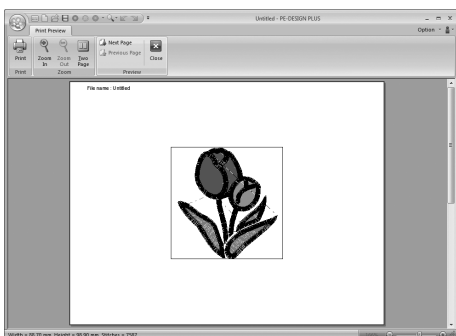 Untitled - PE-DESIGN PLUS
Print Preview
Option
Print
Zoom In
Zoom Out
Two Page
Next Page
Previous Page
Close
Print
Zoom
Preview
File name : Untitled